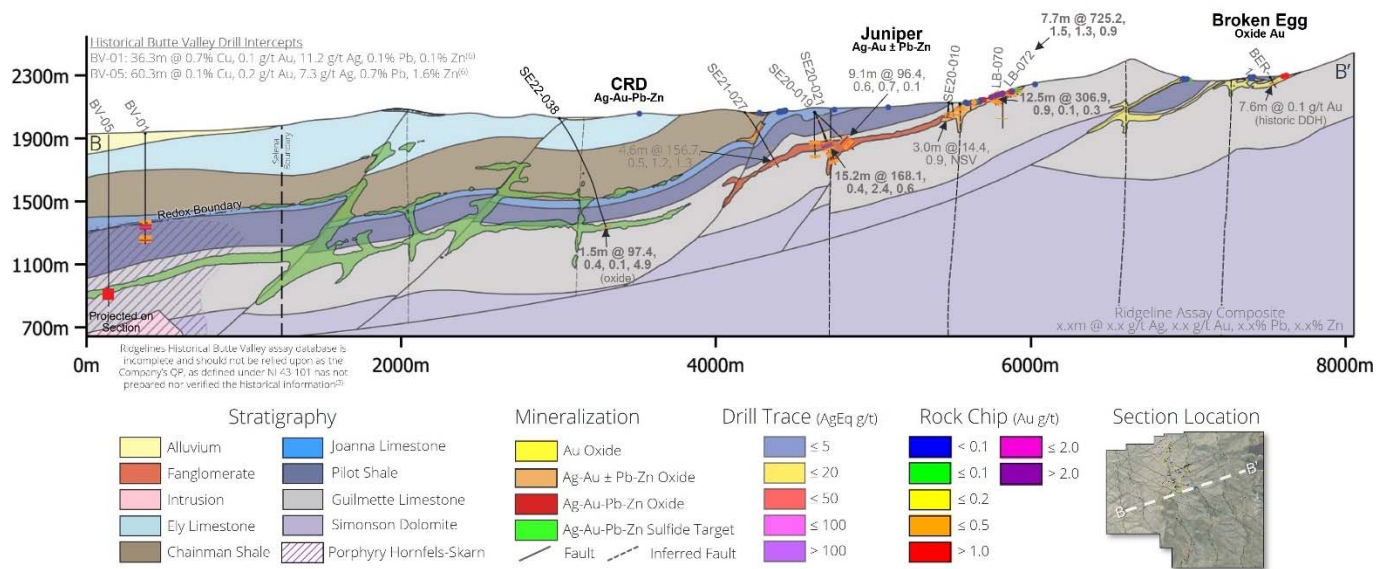 Historical Butte Valley Drill Intercepts
BV-01: 36.3m @ 0.7% Cu, 0.1 g/t Au, 11.2 g/t Ag, 0.1% Pb, 0.1% Zn(6)
BV-05: 60.3m @ 0.1% Cu, 0.2 g/t Au, 7.3 g/t Ag, 0.7% Pb, 1.6% Zn(6)
2300m
1900m
1500m
1100m
700m
B
B'
BV-05
BV-01
Selena
Boundary
Redox Boundary
Projected on
Section
SE22-038
CRD
Ag-Au-Pb-Zn
1.5m @ 97.4,
0.4, 0.1, 4.9
(oxide)
SE21-027
SE20-019
SE20-021
4.6m @ 156.7,
0.5, 1.2, 1.3
Juniper
Ag-Au ± Pb-Zn
9.1m @ 96.4,
0.6, 0.7, 0.1
15.2m @ 168.1,
0.4, 2.4, 0.6
SE20-010
LB-070
LB-072
7.7m @ 725.2,
1.5, 1.3, 0.9
12.5m @ 306.9,
0.9, 0.1, 0.3
3.0m @ 14.4,
0.9, NSV
Broken Egg
Oxide Au
BER-1
7.6m @ 0.1 g/t Au
(historic DDH)
Ridgeline Assay Composite
x.xm @ x.x g/t Ag, x.x g/t Au, x.x% Pb, x.x% Zn
0m
2000m
4000m
6000m
8000m
Ridgelines Historical Butte Valley assay database is
incomplete and should not be relied upon as the
Company's QP, as defined under NI 43-101 has not
prepared nor verified the historical information(3)
Stratigraphy
Alluvium
Fanglomerate
Intrusion
Ely Limestone
Chainman Shale
Joanna Limestone
Pilot Shale
Guilmette Limestone
Simonson Dolomite
Porphyry Hornfels-Skarn
Mineralization
Au Oxide
Ag-Au ± Pb-Zn Oxide
Ag-Au-Pb-Zn Oxide
Ag-Au-Pb-Zn Sulfide Target
Fault
Inferred Fault
Drill Trace (AgEq g/t)
≤ 5
≤ 20
≤ 50
≤ 100
> 100
Rock Chip (Au g/t)
< 0.1
≤ 0.1
≤ 0.2
≤ 0.5
> 1.0
≤ 2.0
> 2.0
Section Location
B
B'